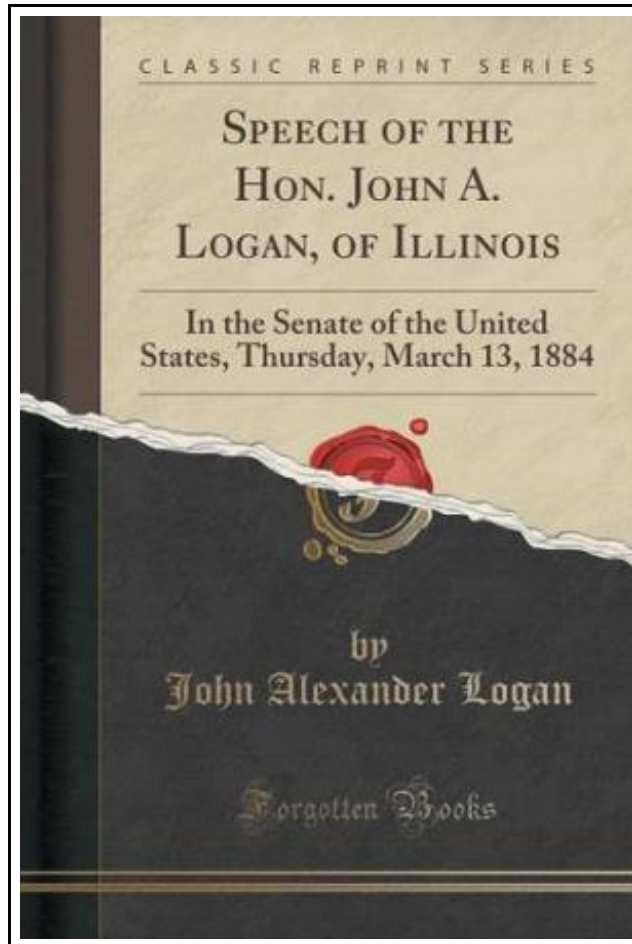 CLASSIC REPRINT SERIES
SPEECH OF THE
HON. JOHN A.
LOGAN, OF ILLINOIS
In the Senate of the United
States, Thursday, March 13, 1884
by
John Alexander Logan
Forgotten Books